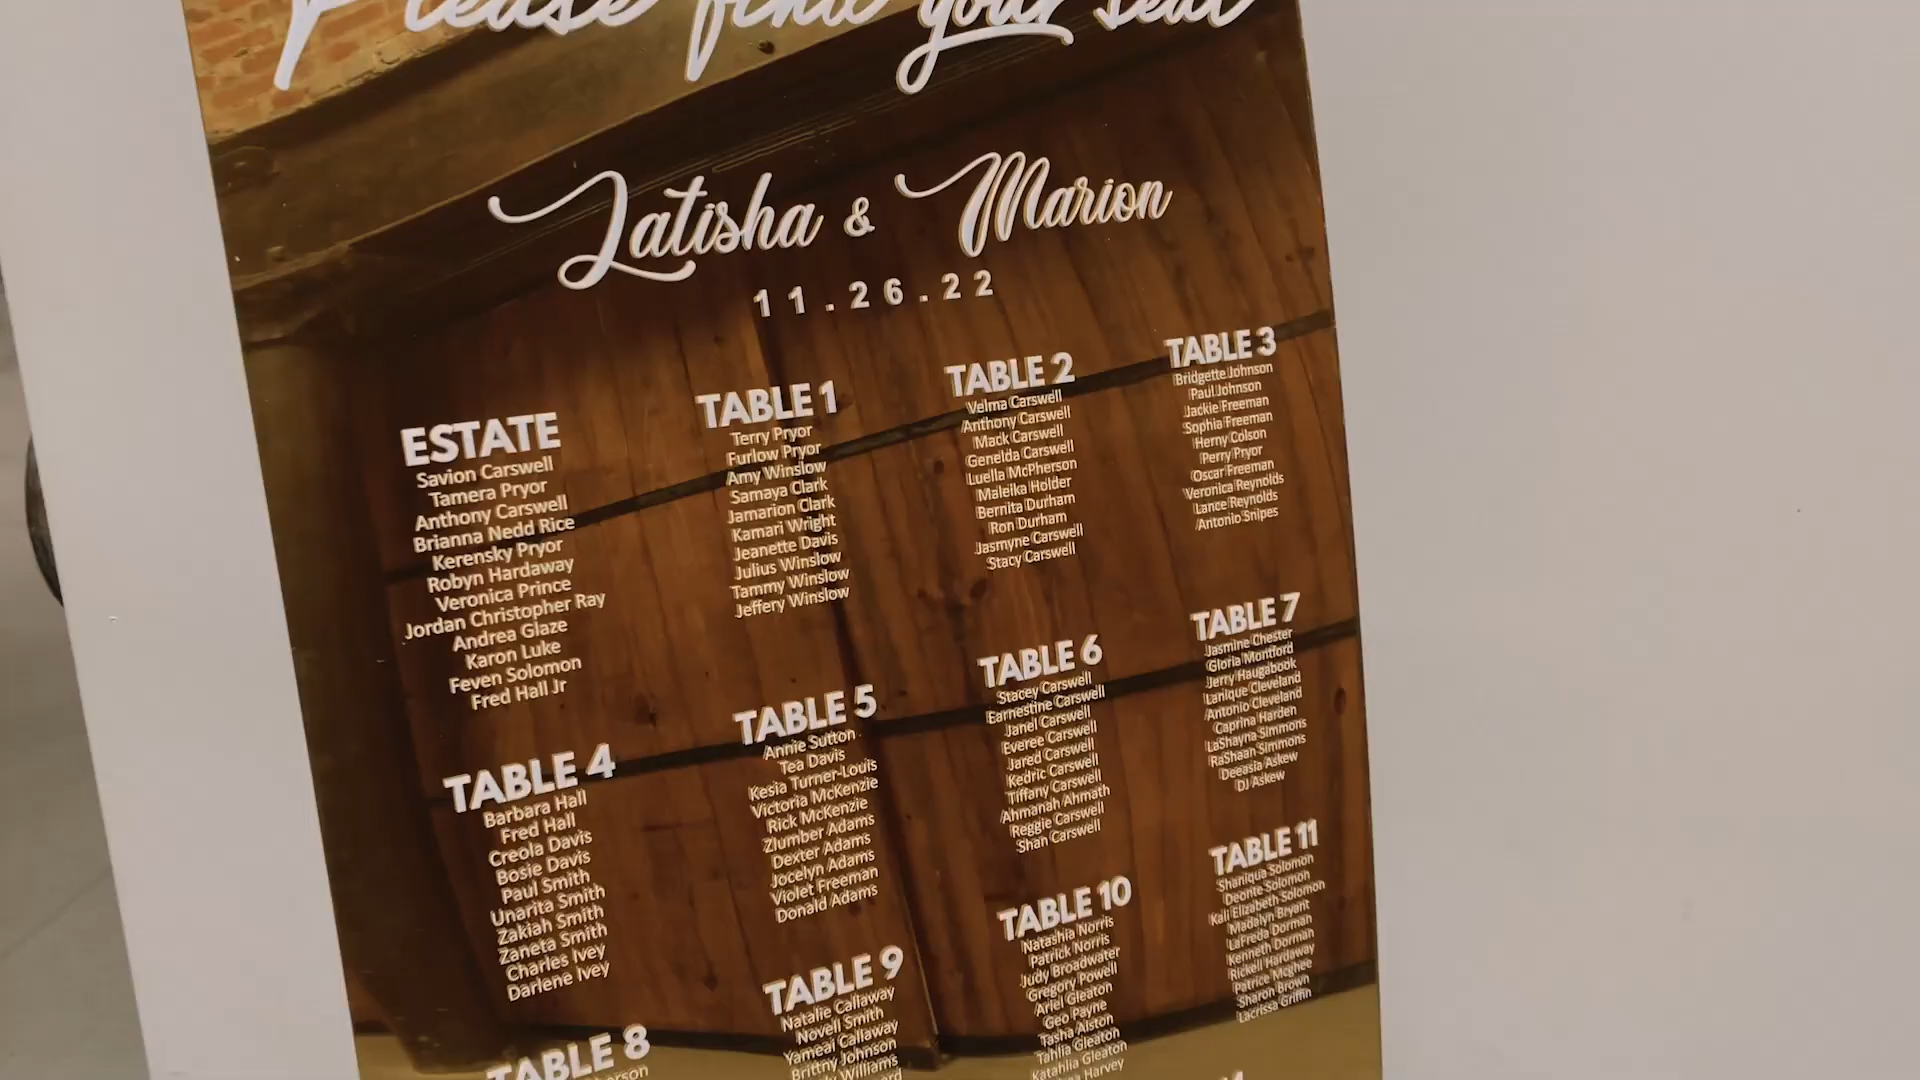 Please find your seat
Latisha & Marion
11.26.22
ESTATE
Savion Carswell
Tamera Pryor
Anthony Carswell
Brianna Nedd Rice
Kerensky Pryor
Robyn Hardaway
Veronica Prince
Jordan Christopher Ray
Andrea Glaze
Karon Luke
Feven Solomon
Fred Hall Jr
TABLE 1
Terry Pryor
Furlow Pryor
Amy Winslow
Samaya Clark
Jamarion Clark
Kamari Wright
Jeanette Davis
Julius Winslow
Tammy Winslow
Jeffery Winslow
TABLE 2
Velma Carswell
Anthony Carswell
Mack Carswell
Genelda Carswell
Luella McPherson
Maleika Holder
Bernita Durham
Ron Durham
Jasmyne Carswell
Stacy Carswell
TABLE 3
Bridgette Johnson
Paul Johnson
Jackie Freeman
Sophia Freeman
Herny Colson
Perry Pryor
Oscar Freeman
Veronica Reynolds
Lance Reynolds
Antonio Snipes
TABLE 4
Barbara Hall
Fred Hall
Creola Davis
Bosie Davis
Paul Smith
Unarita Smith
Zakiah Smith
Zaneta Smith
Charles Ivey
Darlene Ivey
TABLE 5
Annie Sutton
Tea Davis
Kesia Turner-Louis
Victoria McKenzie
Rick McKenzie
Zlumber Adams
Dexter Adams
Jocelyn Adams
Violet Freeman
Donald Adams
TABLE 6
Stacey Carswell
Earnestine Carswell
Janel Carswell
Everee Carswell
Jared Carswell
Kedric Carswell
Tiffany Carswell
Ahmanah Ahmath
Reggie Carswell
Shan Carswell
TABLE 7
Jasmine Chester
Gloria Montford
Jerry Haugabook
Lanique Cleveland
Antonio Cleveland
Caprina Harden
LaShayna Simmons
RaShaan Simmons
Deeasia Askew
DJ Askew
TABLE 8
TABLE 9
Natalie Callaway
Novell Smith
Yameal Callaway
Brittny Johnson
Williams
TABLE 10
Natashia Norris
Patrick Norris
Judy Broadwater
Gregory Powell
Ariel Gleaton
Geo Payne
Tasha Alston
Tahlia Gleaton
Katahlia Gleaton
Harvey
TABLE 11
Shaniqua Solomon
Deonte Solomon
Kali Elizabeth Solomon
Madalyn Bryant
LaFreda Dorman
Kenneth Dorman
Rickell Hardaway
Patrice Mcghee
Sharon Brown
Lacrissa Griffin